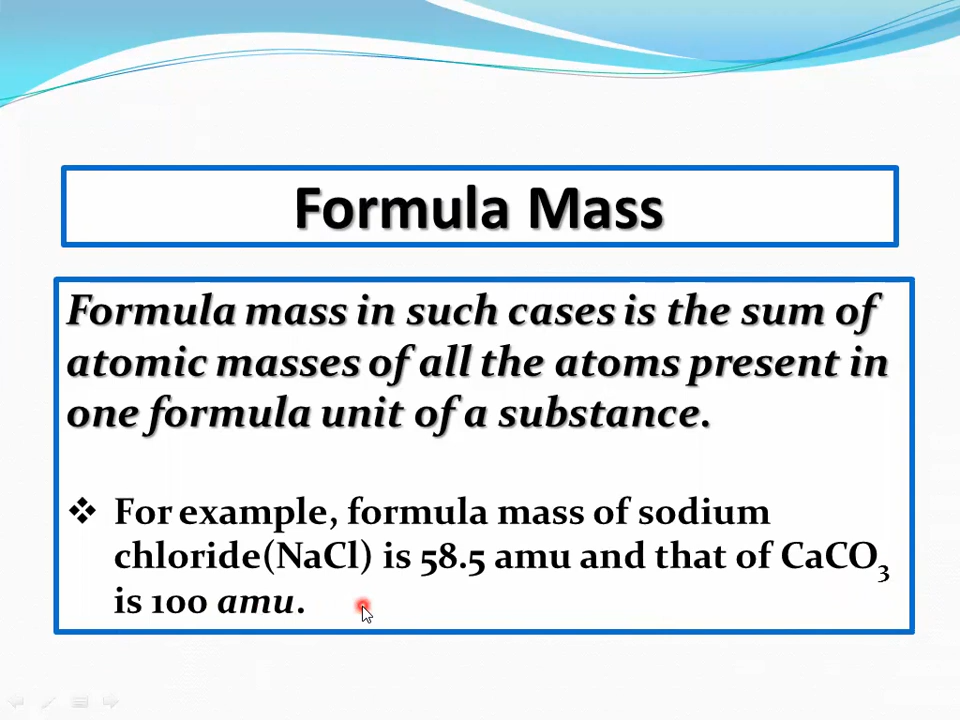 Formula Mass
Formula mass in such cases is the sum of
atomic masses of all the atoms present in
one formula unit of a substance.
❖ For example, formula mass of sodium
chloride(NaCl) is 58.5 amu and that of CaCO₃
is 100 amu.